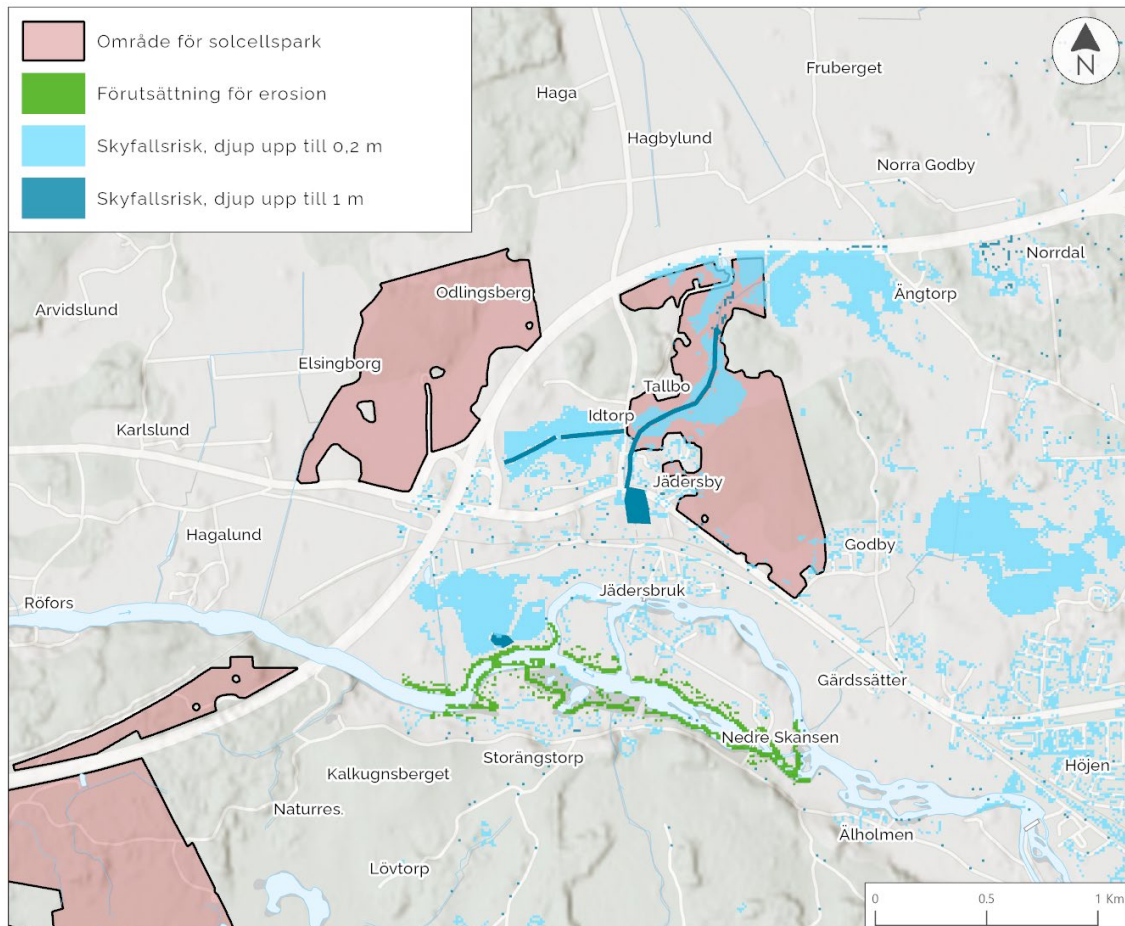 Område för solcellspark
Förutsättning för erosion
Skyfallsrisk, djup upp till 0,2 m
Skyfallsrisk, djup upp till 1 m
N
Fruberget
Haga
Hagbylund
Norra Godby
Norrdal
Odlingsberg
Ängtorp
Arvidslund
Elsingborg
Tallbo
Idtorp
Karlslund
Jädersby
Hagalund
Godby
Röfors
Jädersbruk
Gärdssätter
Nedre Skansen
Storängstorp
Höjen
Kalkugnsberget
Naturres.
Älholmen
Lövtorp
0 0.5 1 Km